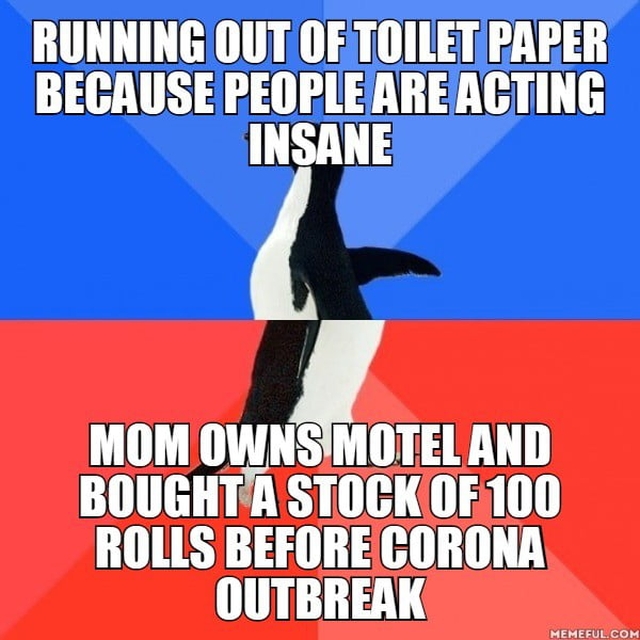 RUNNING OUT OF TOILET PAPER
BECAUSE PEOPLE ARE ACTING
INSANE
MOM OWNS MOTEL AND
BOUGHT A STOCK OF 100
ROLLS BEFORE CORONA
OUTBREAK
MEMEFUL.COM